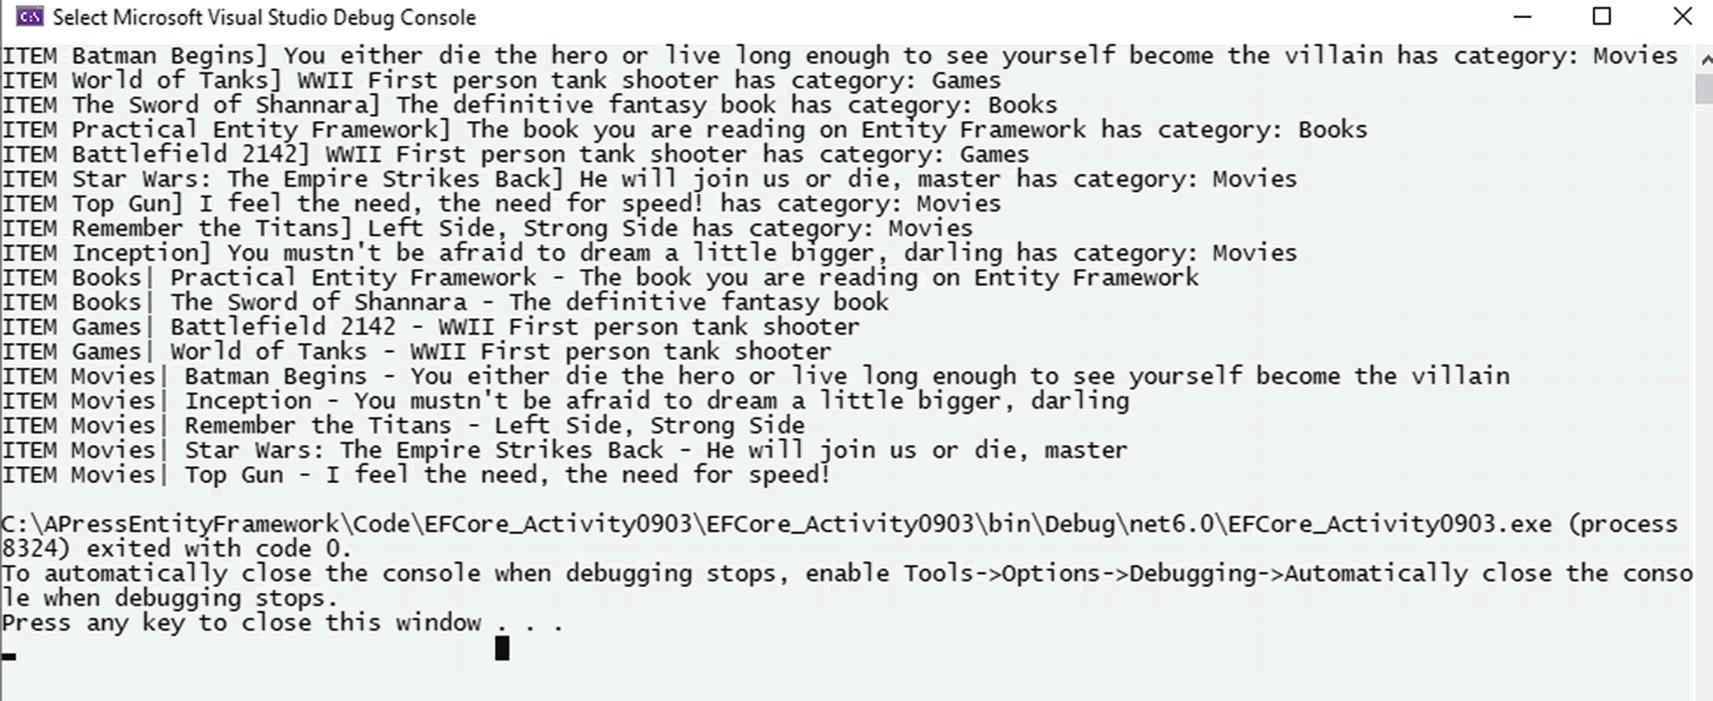 Select Microsoft Visual Studio Debug Console
ITEM Batman Begins] You either die the hero or live long enough to see yourself become the villain has category: Movies
ITEM World of Tanks] WWII First person tank shooter has category: Games
ITEM The Sword of Shannara] The definitive fantasy book has category: Books
ITEM Practical Entity Framework] The book you are reading on Entity Framework has category: Books
ITEM Battlefield 2142] WWII First person tank shooter has category: Games
ITEM Star Wars: The Empire Strikes Back] He will join us or die, master has category: Movies
ITEM Top Gun] I feel the need, the need for speed! has category: Movies
ITEM Remember the Titans] Left Side, Strong Side has category: Movies
ITEM Inception] You mustn't be afraid to dream a little bigger, darling has category: Movies
ITEM Books| Practical Entity Framework - The book you are reading on Entity Framework
ITEM Books| The Sword of Shannara - The definitive fantasy book
ITEM Games| Battlefield 2142 - WWII First person tank shooter
ITEM Games| World of Tanks - WWII First person tank shooter
ITEM Movies| Batman Begins - You either die the hero or live long enough to see yourself become the villain
ITEM Movies| Inception - You mustn't be afraid to dream a little bigger, darling
ITEM Movies| Remember the Titans - Left Side, Strong Side
ITEM Movies| Star Wars: The Empire Strikes Back - He will join us or die, master
ITEM Movies| Top Gun - I feel the need, the need for speed!
C:\APressEntityFramework\Code\EFCore_Activity0903\EFCore_Activity0903\bin\Debug\net6.0\EFCore_Activity0903.exe (process
8324) exited with code 0.
To automatically close the console when debugging stops, enable Tools->Options->Debugging->Automatically close the conso
le when debugging stops.
Press any key to close this window . . .